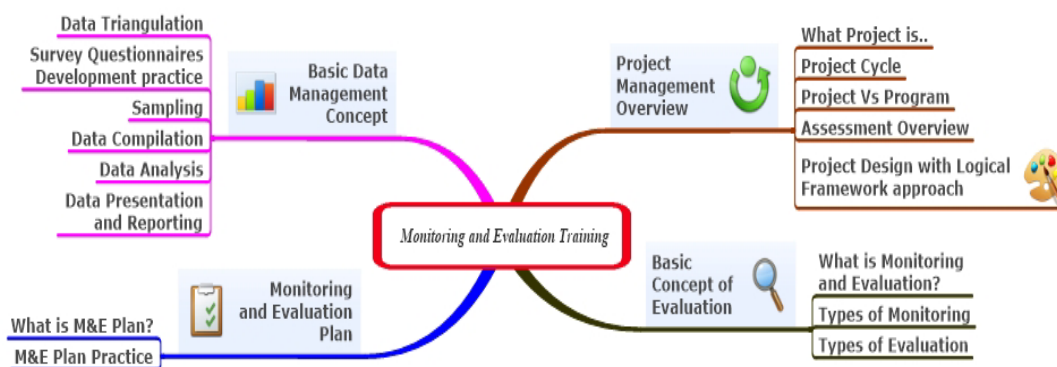 Data Triangulation
Survey Questionnaires
Development practice
Sampling
Data Compilation
Data Analysis
Data Presentation
and Reporting
Basic Data
Management
Concept
Project
Management
Overview
What Project is..
Project Cycle
Project Vs Program
Assessment Overview
Project Design with Logical
Framework approach
Monitoring and Evaluation Training
Monitoring
and Evaluation
Plan
What is M&E Plan?
M&E Plan Practice
Basic
Concept of
Evaluation
What is Monitoring
and Evaluation?
Types of Monitoring
Types of Evaluation